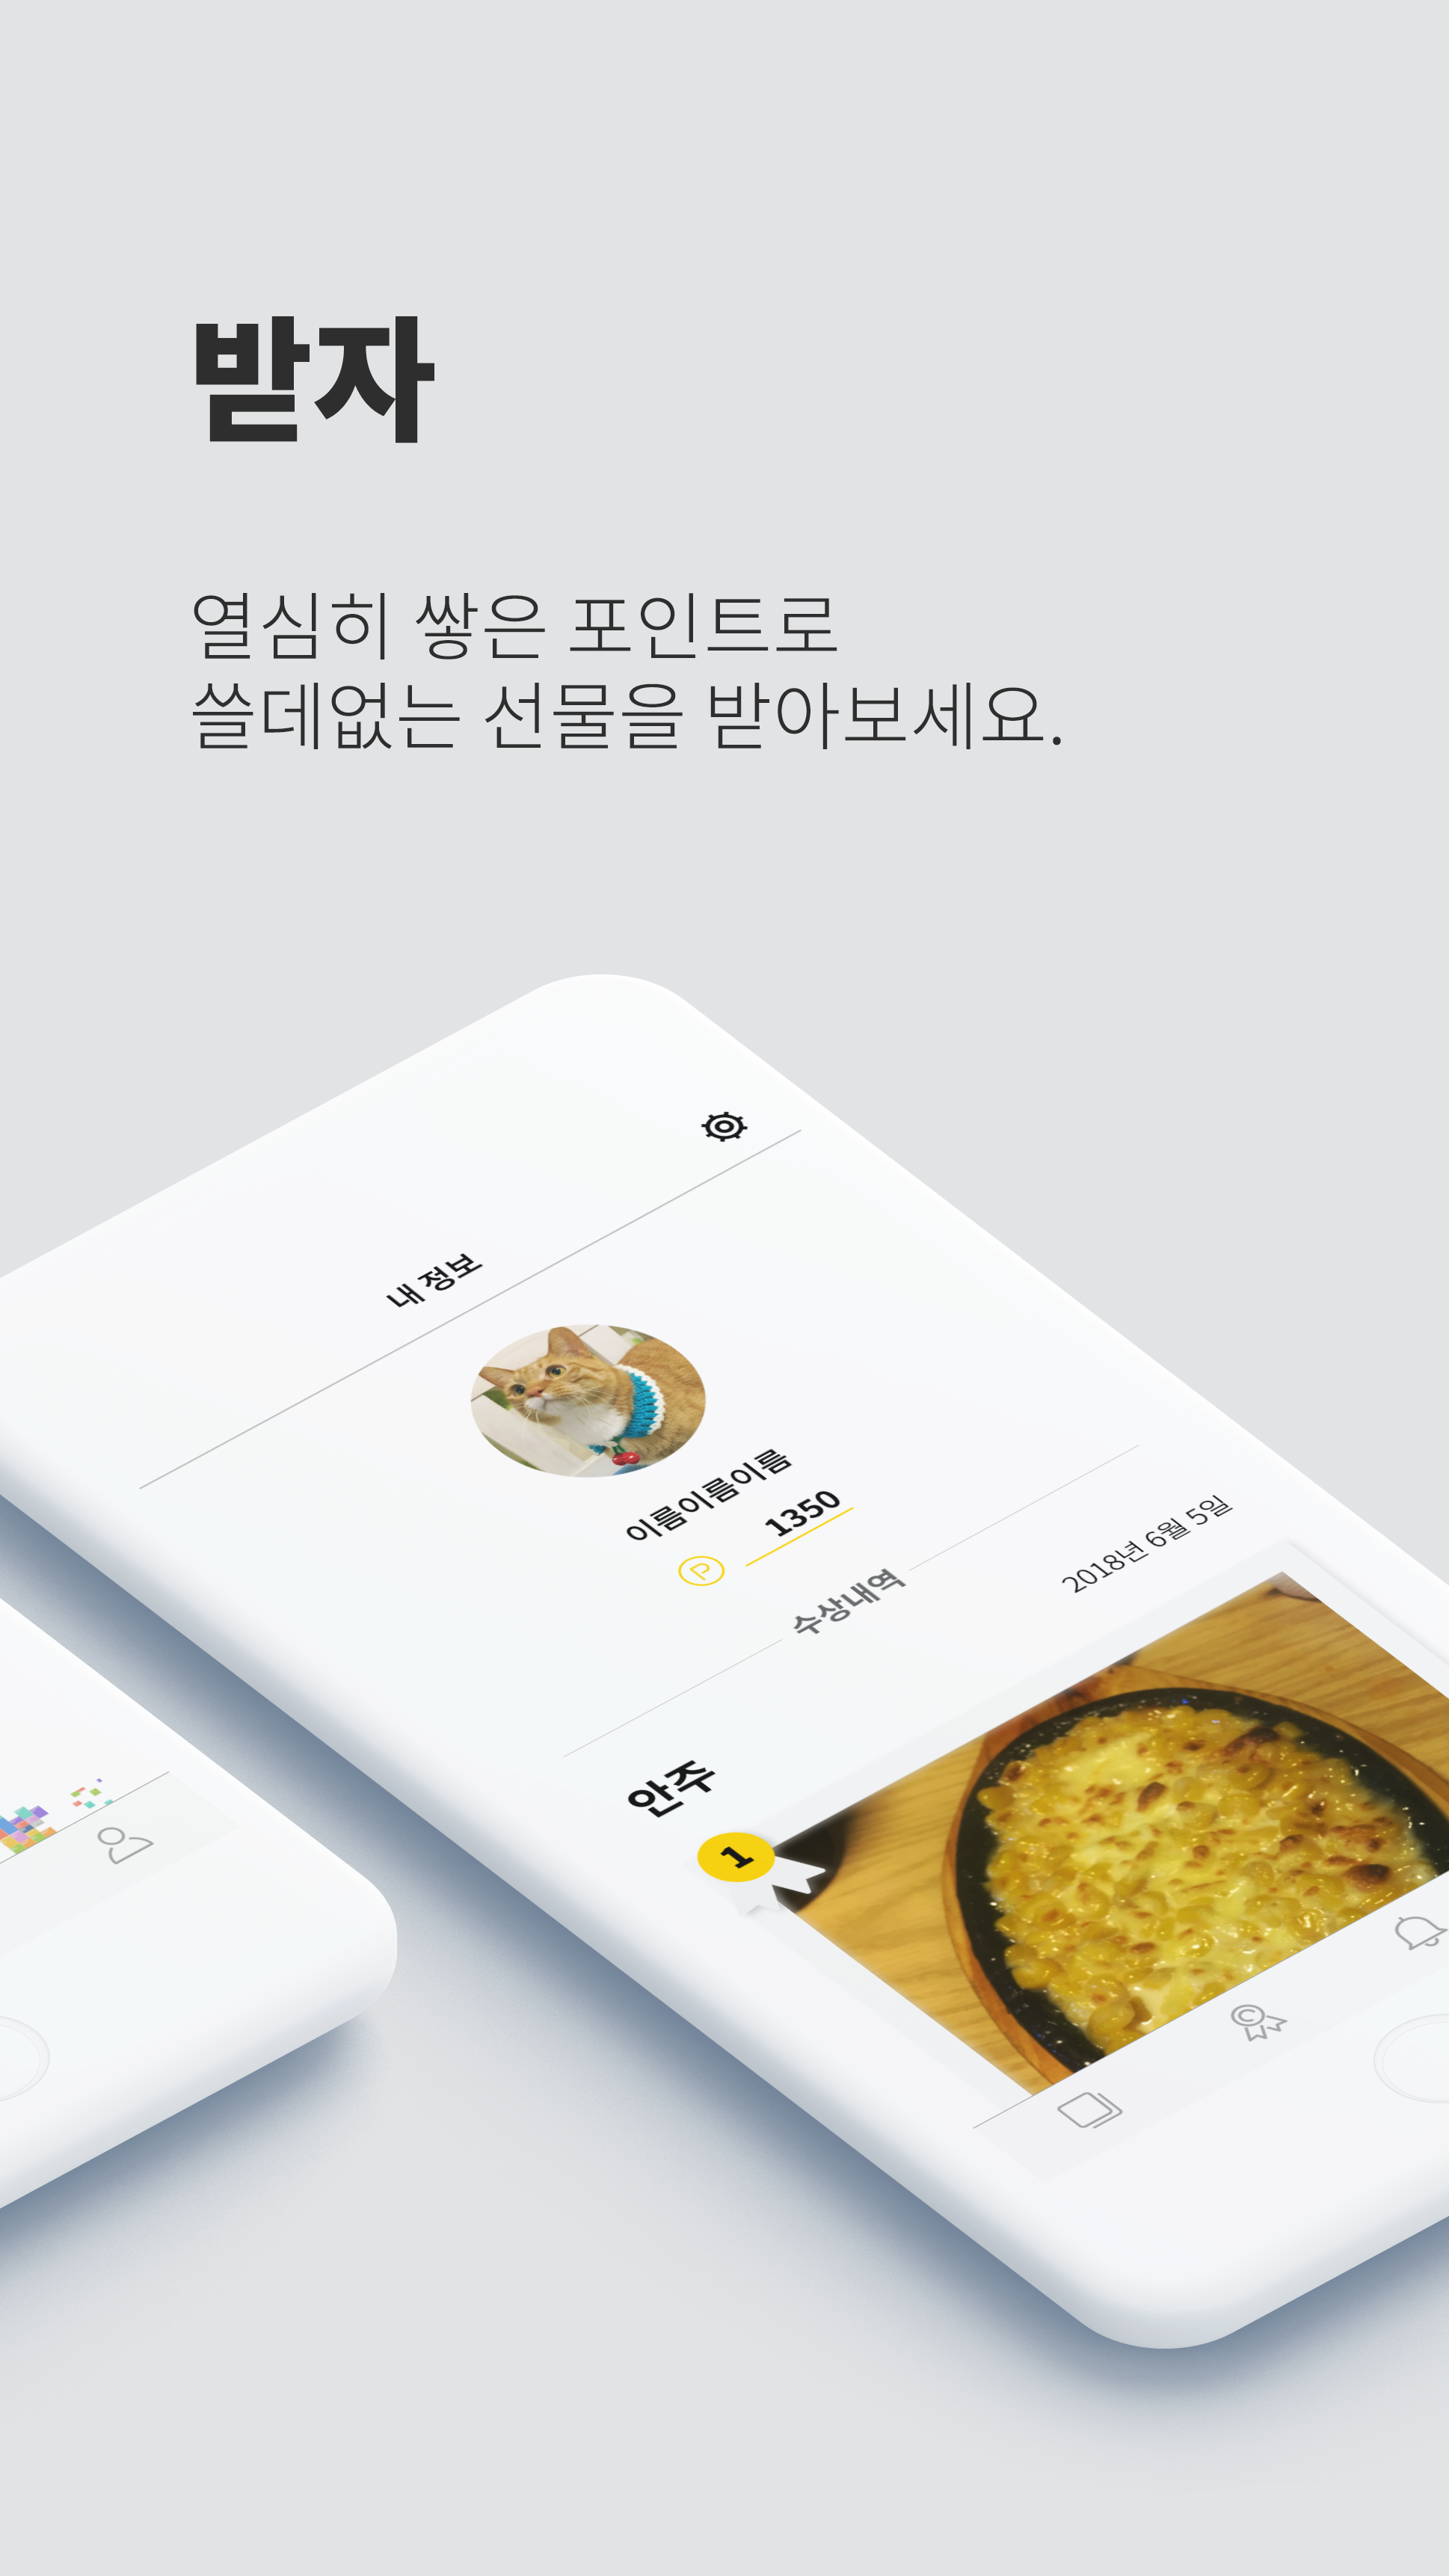 받자
열심히 쌓은 포인트로
쓸데없는 선물을 받아보세요.
내 정보
이름이름이름
P 1350
수상내역
2018년 6월 5일
안주
1